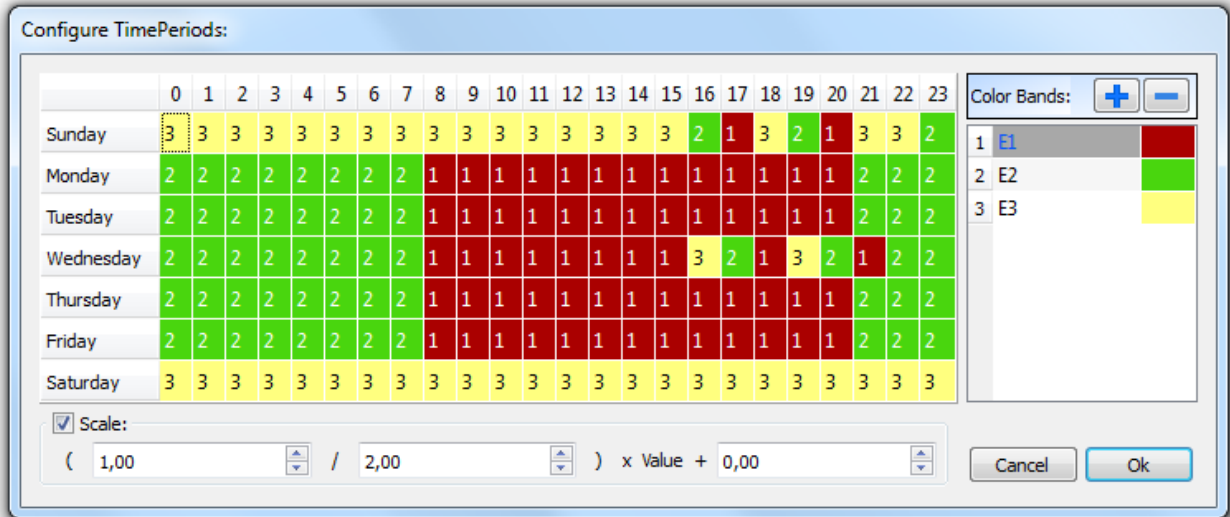 Configure TimePeriods:
0 1 2 3 4 5 6 7 8 9 10 11 12 13 14 15 16 17 18 19 20 21 22 23
Sunday 3 3 3 3 3 3 3 3 3 3 3 3 3 3 3 3 2 1 3 2 1 3 3 2
Monday 2 2 2 2 2 2 2 2 1 1 1 1 1 1 1 1 1 1 1 1 1 2 2 2
Tuesday 2 2 2 2 2 2 2 2 1 1 1 1 1 1 1 1 1 1 1 1 1 2 2 2
Wednesday 2 2 2 2 2 2 2 2 1 1 1 1 1 1 1 1 3 2 1 3 2 1 2 2
Thursday 2 2 2 2 2 2 2 2 1 1 1 1 1 1 1 1 1 1 1 1 1 2 2 2
Friday 2 2 2 2 2 2 2 2 1 1 1 1 1 1 1 1 1 1 1 1 1 2 2 2
Saturday 3 3 3 3 3 3 3 3 3 3 3 3 3 3 3 3 3 3 3 3 3 3 3 3
Color Bands:
1 E1
2 E2
3 E3
Scale:
( 1,00 / 2,00 ) x Value + 0,00
Cancel Ok